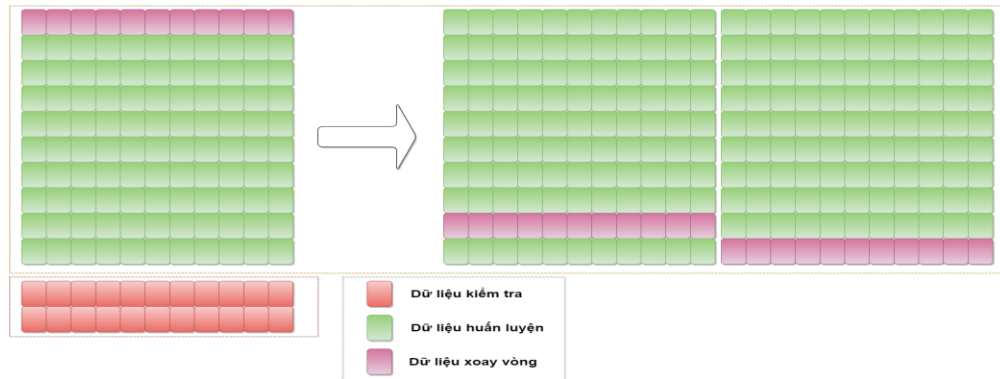 Dữ liệu kiểm tra
Dữ liệu huấn luyện
Dữ liệu xoay vòng